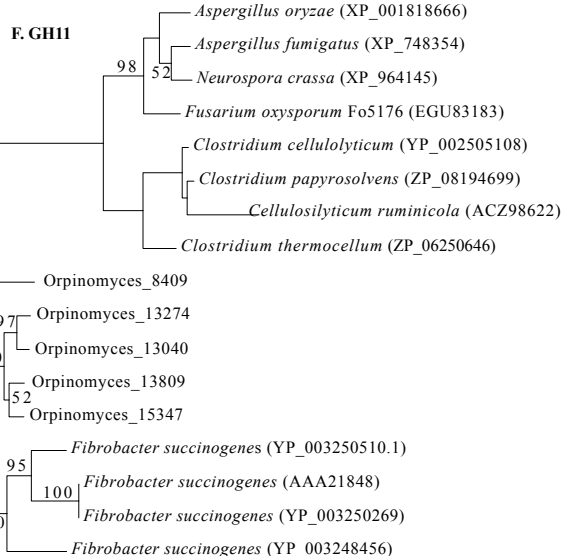 Aspergillus oryzae (XP_001818666)
F. GH11
Aspergillus fumigatus (XP_748354)
98
52
Neurospora crassa (XP_964145)
Fusarium oxysporum Fo5176 (EGU83183)
Clostridium cellulolyticum (YP_002505108)
Clostridium papyrosolvens (ZP_08194699)
Cellulosilyticum ruminicola (ACZ98622)
Clostridium thermocellum (ZP_06250646)
Orpinomyces_8409
97
Orpinomyces_13274
Orpinomyces_13040
Orpinomyces_13809
52
Orpinomyces_15347
Fibrobacter succinogenes (YP_003250510.1)
95
Fibrobacter succinogenes (AAA21848)
100
Fibrobacter succinogenes (YP_003250269)
Fibrobacter succinogenes (YP_003248456)